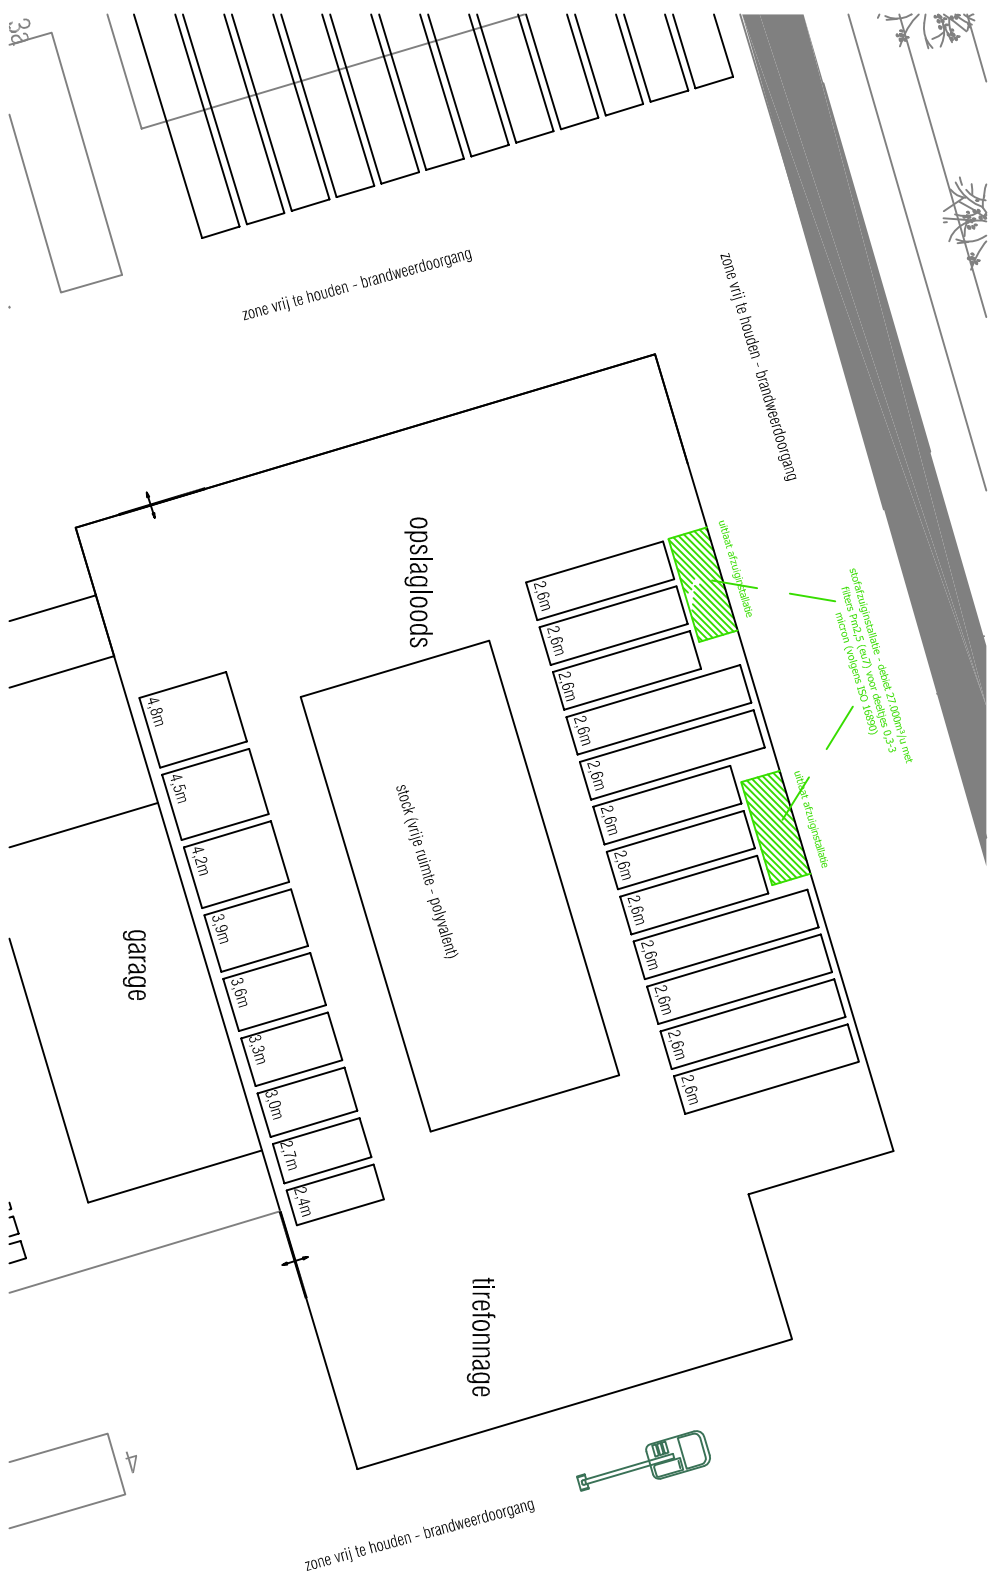 3a
zone vrij te houden - brandweerdoorgang
zone vrij te houden - brandweerdoorgang
opslagloods
uitlaat afzuiginstallatie
stofafzuiginstallatie - debiet 27.000m³/u met
filters Pm2,5 (eu7) voor deeltjes 0,3-3
micron (volgens ISO 16890)
uitlaat afzuiginstallatie
2,6m
2,6m
2,6m
2,6m
2,6m
2,6m
2,6m
2,6m
2,6m
2,6m
2,6m
2,6m
stock (vrije ruimte - polyvalent)
4,8m
4,5m
4,2m
3,9m
3,6m
3,3m
3,0m
2,7m
2,4m
garage
tirefonnage
4
zone vrij te houden - brandweerdoorgang